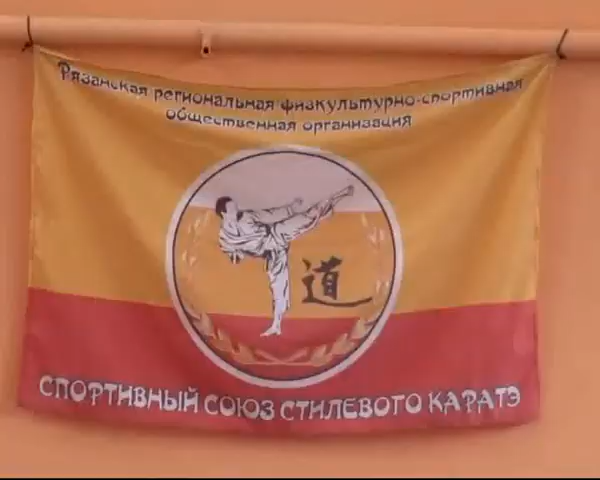 Рязанская региональная физкультурно-спортивная
общественная организация
道
СПОРТИВНЫЙ СОЮЗ СТИЛЕВОГО КАРАТЭ